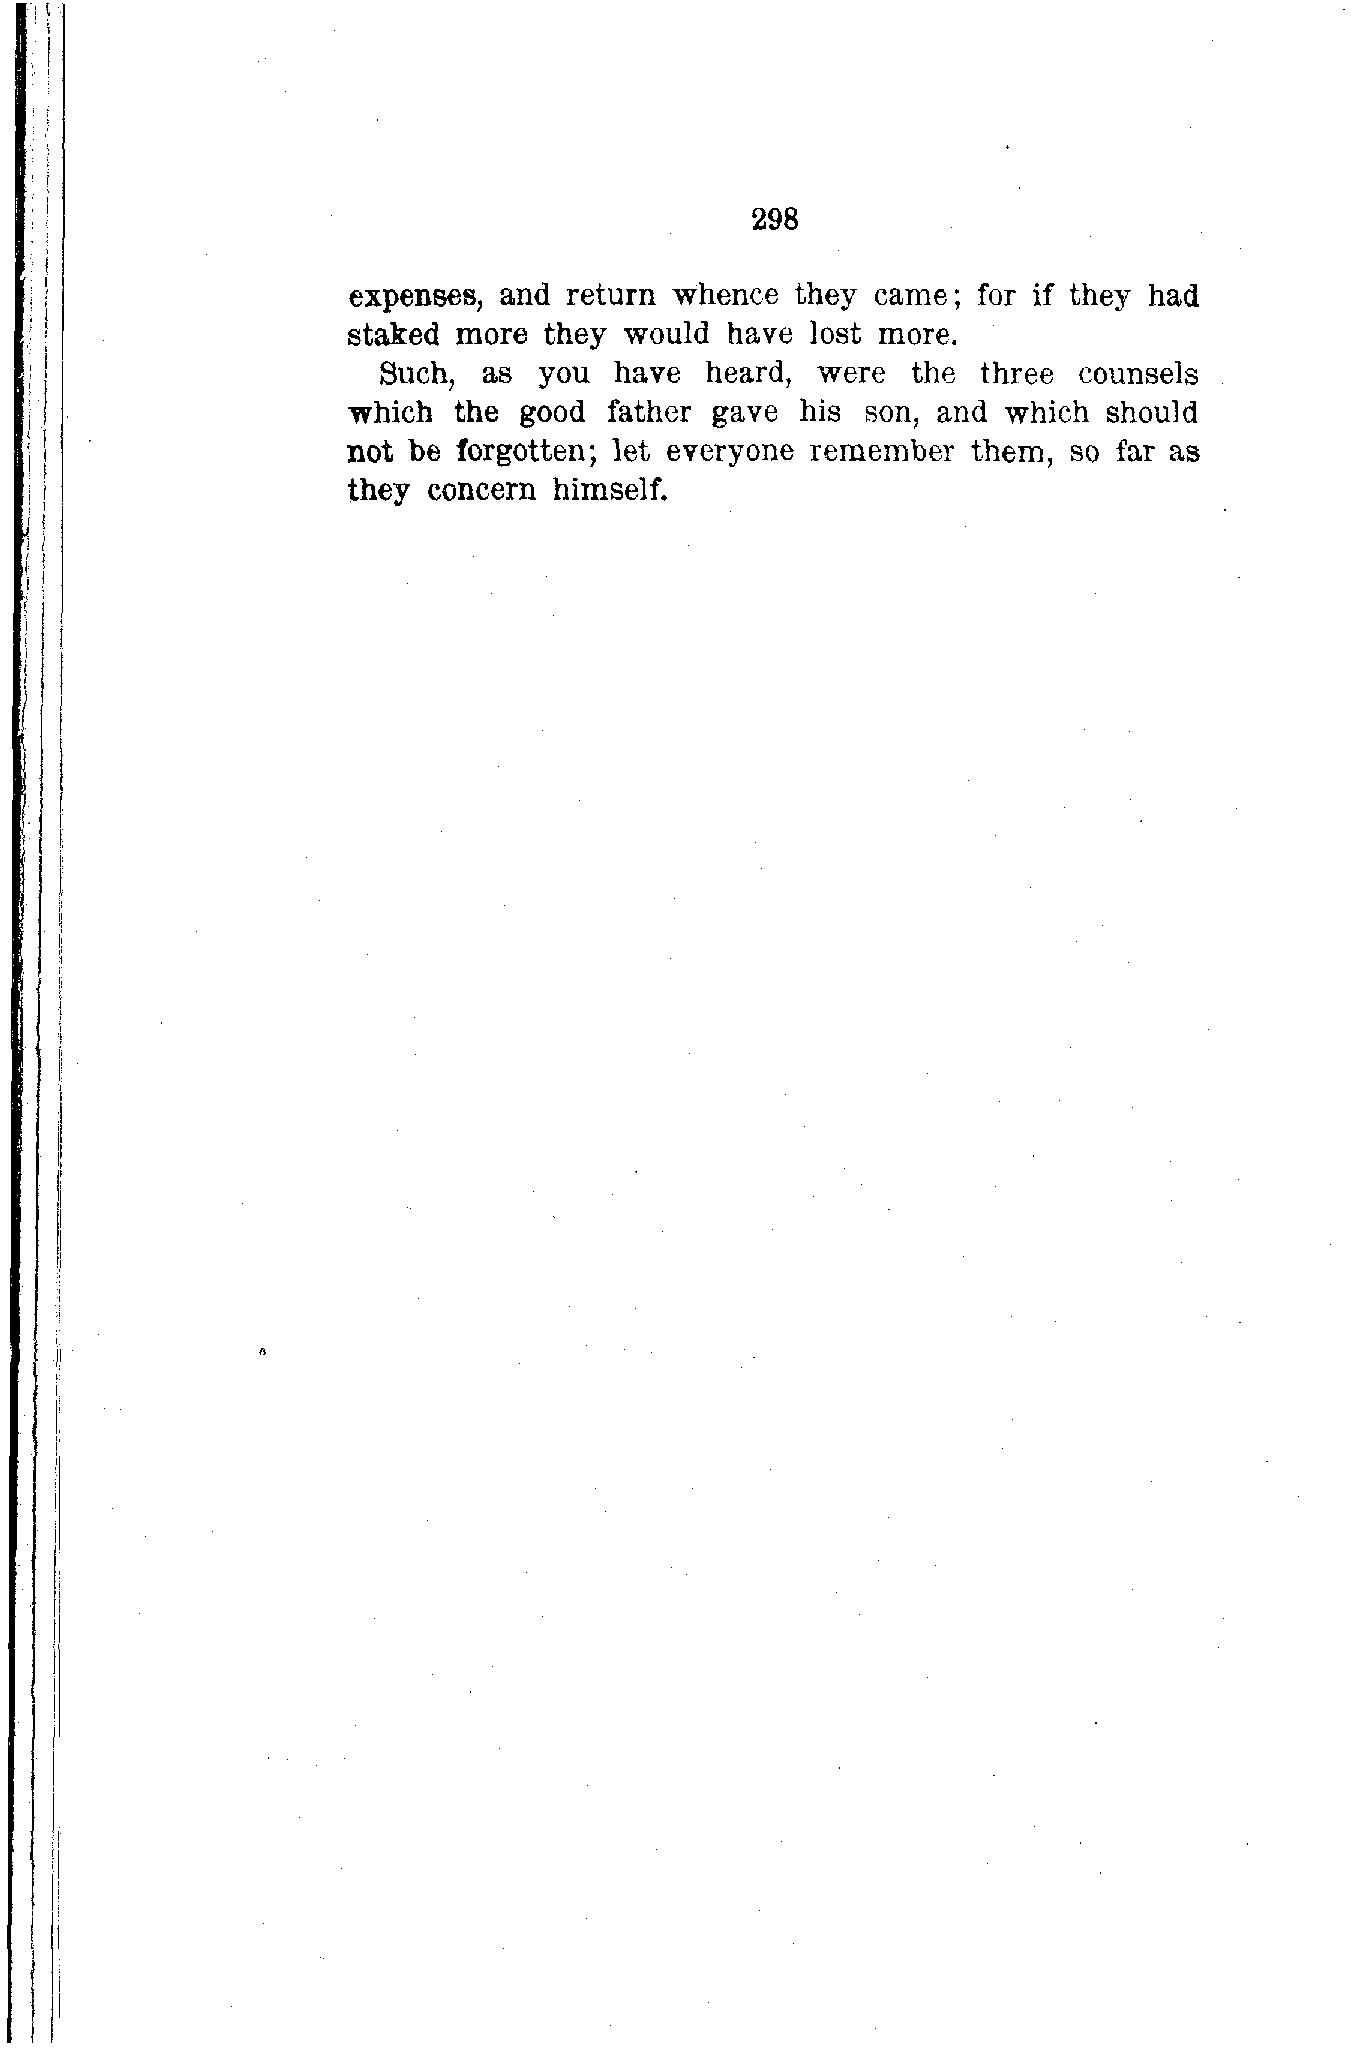 298
expenses, and return whence they came; for if they had
staked more they would have lost more.
Such, as you have heard, were the three counsels
which the good father gave his son, and which should
not be forgotten; let everyone remember them, so far as
they concern himself.